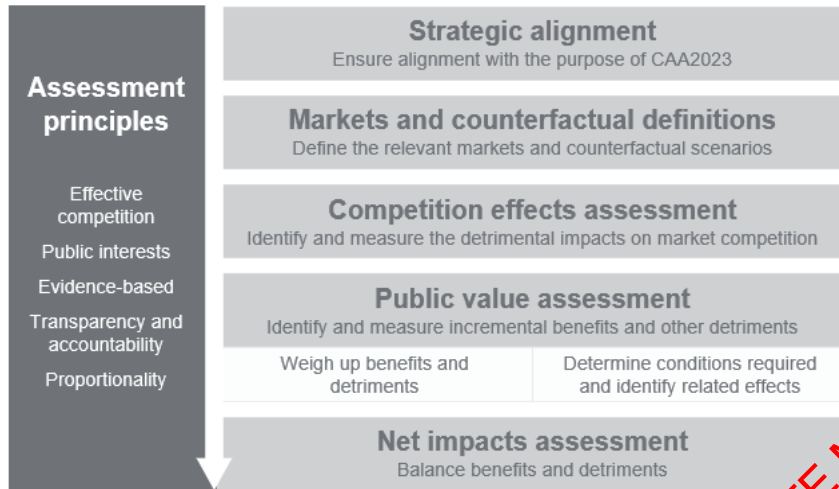 Assessment
principles
Effective
competition
Public interests
Evidence-based
Transparency and
accountability
Proportionality
Strategic alignment
Ensure alignment with the purpose of CAA2023
Markets and counterfactual definitions
Define the relevant markets and counterfactual scenarios
Competition effects assessment
Identify and measure the detrimental impacts on market competition
Public value assessment
Identify and measure incremental benefits and other detriments
Weigh up benefits and
detriments
Determine conditions required
and identify related effects
Net impacts assessment
Balance benefits and detriments